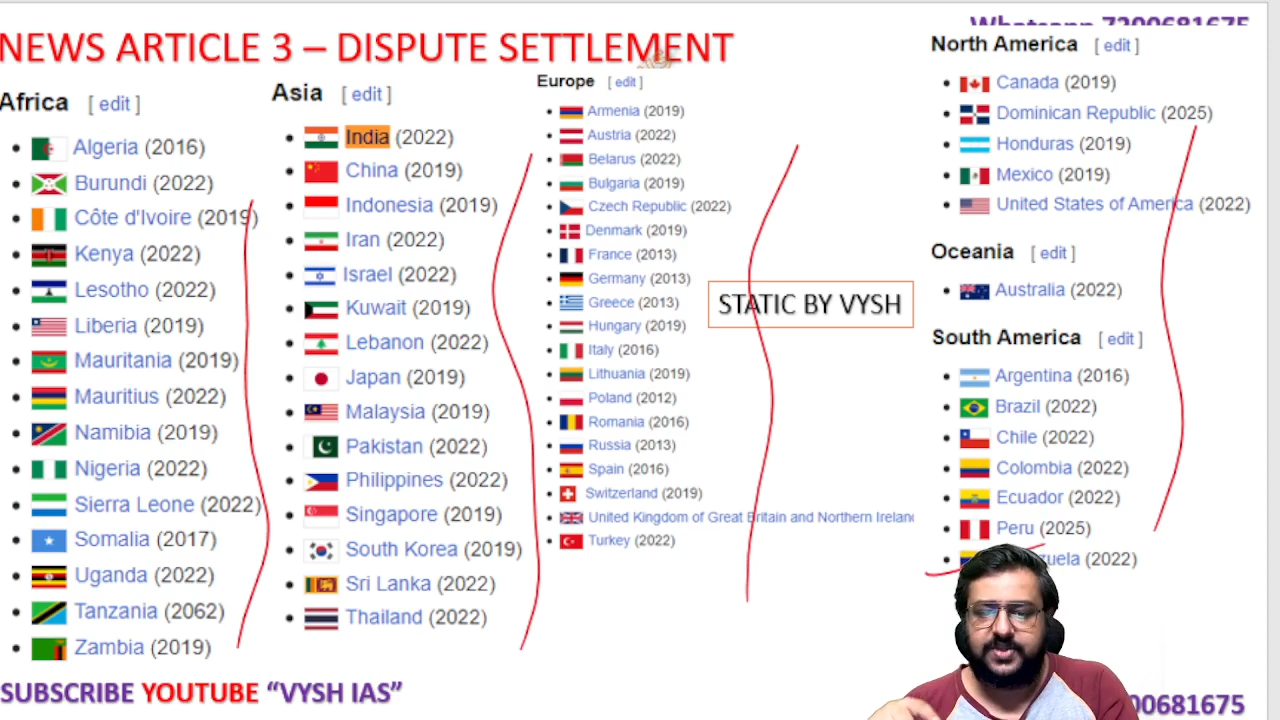 NEWS ARTICLE 3 – DISPUTE SETTLEMENT
Africa [ edit ]
Algeria (2016)
Burundi (2022)
Côte d'Ivoire (2019)
Kenya (2022)
Lesotho (2022)
Liberia (2019)
Mauritania (2019)
Mauritius (2022)
Namibia (2019)
Nigeria (2022)
Sierra Leone (2022)
Somalia (2017)
Uganda (2022)
Tanzania (2062)
Zambia (2019)
Asia [ edit ]
India (2022)
China (2019)
Indonesia (2019)
Iran (2022)
Israel (2022)
Kuwait (2019)
Lebanon (2022)
Japan (2019)
Malaysia (2019)
Pakistan (2022)
Philippines (2022)
Singapore (2019)
South Korea (2019)
Sri Lanka (2022)
Thailand (2022)
Europe [ edit ]
Armenia (2019)
Austria (2022)
Belarus (2022)
Bulgaria (2019)
Czech Republic (2022)
Denmark (2019)
France (2013)
Germany (2013)
Greece (2013)
Hungary (2019)
Italy (2016)
Lithuania (2019)
Poland (2012)
Romania (2016)
Russia (2013)
Spain (2016)
Switzerland (2019)
United Kingdom of Great Britain and Northern Ireland
Turkey (2022)
STATIC BY VYSH
Whatsapp 7200681675
North America [ edit ]
Canada (2019)
Dominican Republic (2025)
Honduras (2019)
Mexico (2019)
United States of America (2022)
Oceania [ edit ]
Australia (2022)
South America [ edit ]
Argentina (2016)
Brazil (2022)
Chile (2022)
Colombia (2022)
Ecuador (2022)
Peru (2025)
zuela (2022)
SUBSCRIBE YOUTUBE “VYSH IAS”
00681675